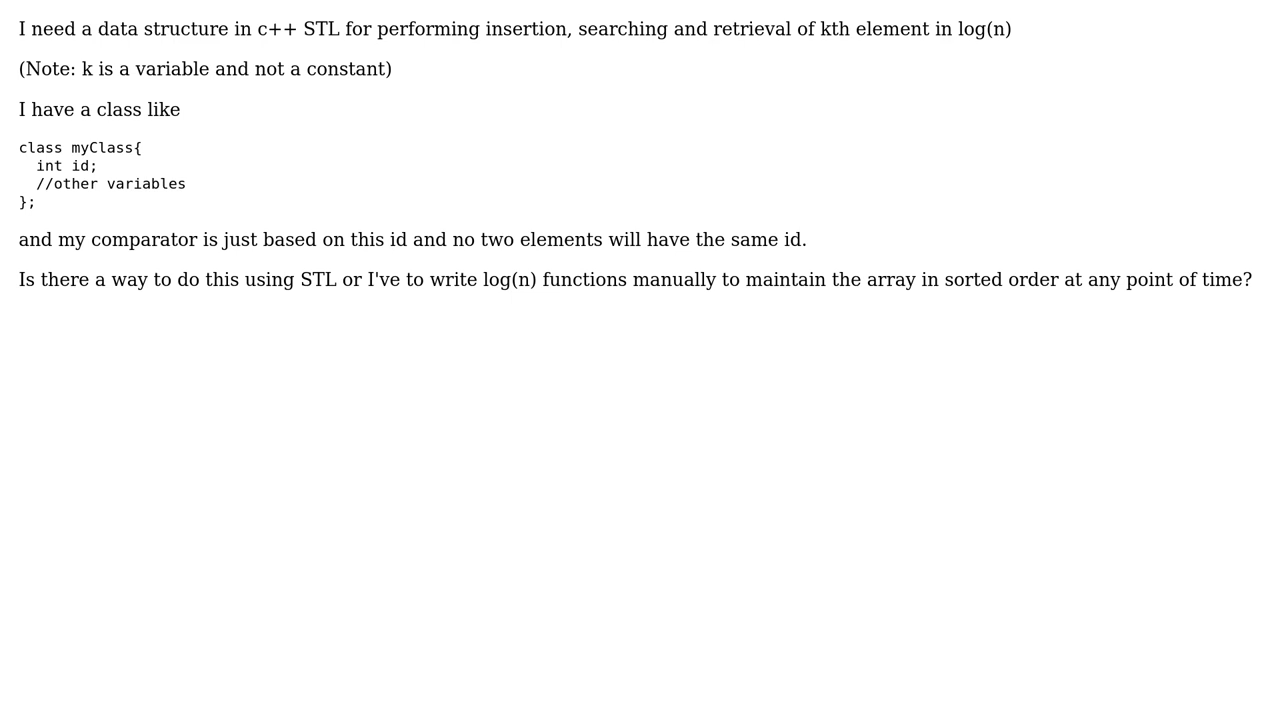 I need a data structure in c++ STL for performing insertion, searching and retrieval of kth element in log(n)
(Note: k is a variable and not a constant)
I have a class like
class myClass{
  int id;
  //other variables
};
and my comparator is just based on this id and no two elements will have the same id.
Is there a way to do this using STL or I've to write log(n) functions manually to maintain the array in sorted order at any point of time?